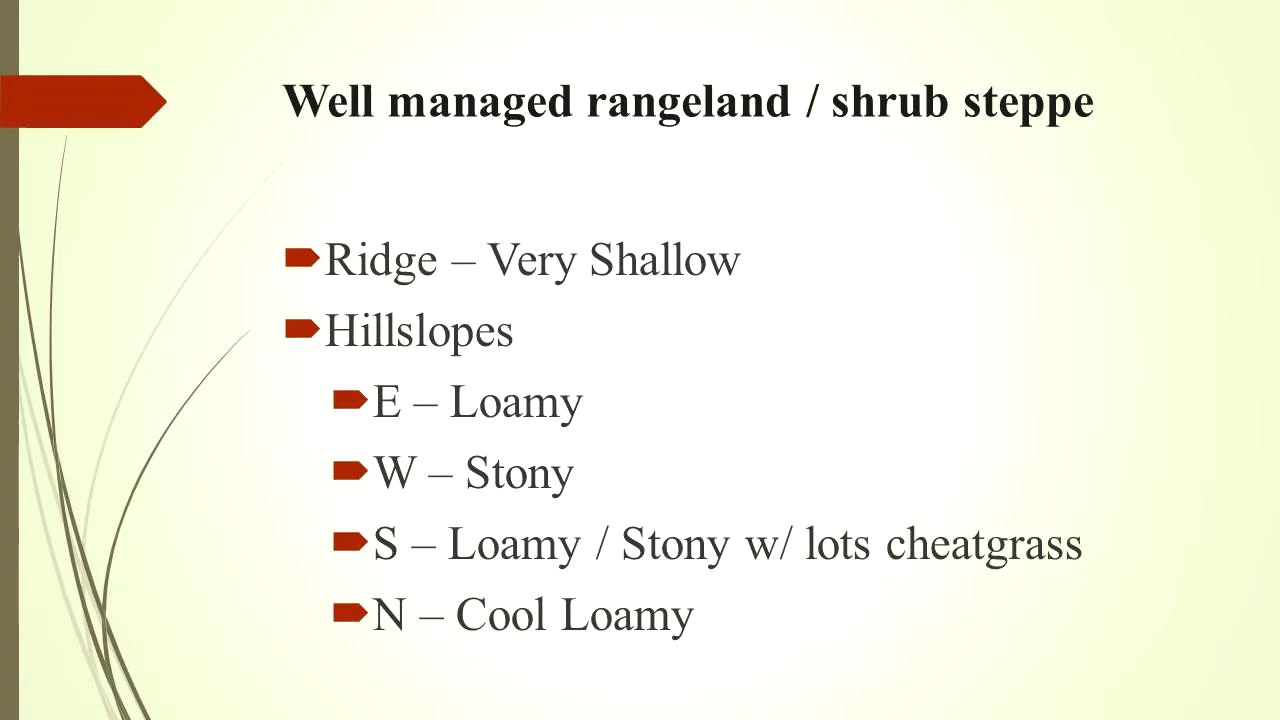 Well managed rangeland / shrub steppe
Ridge – Very Shallow
Hillslopes
E – Loamy
W – Stony
S – Loamy / Stony w/ lots cheatgrass
N – Cool Loamy